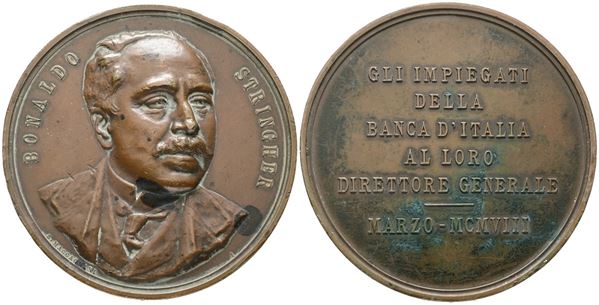 BONALDO STRINGHER
GLI IMPIEGATI
DELLA
BANCA D'ITALIA
AL LORO
DIRETTORE GENERALE
MARZO - MCMVIII